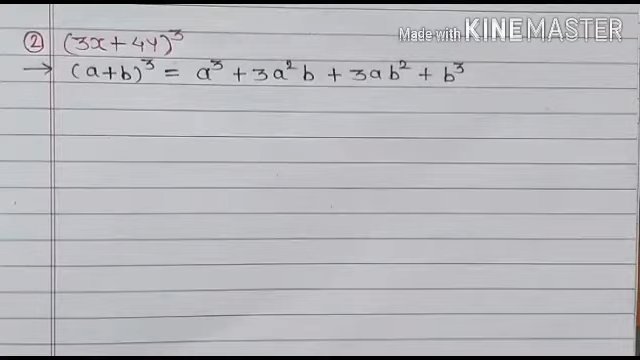 Made with KINEMASTER
② (3x + 4y)³
→ (a+b)³ = a³ + 3a²b + 3ab² + b³